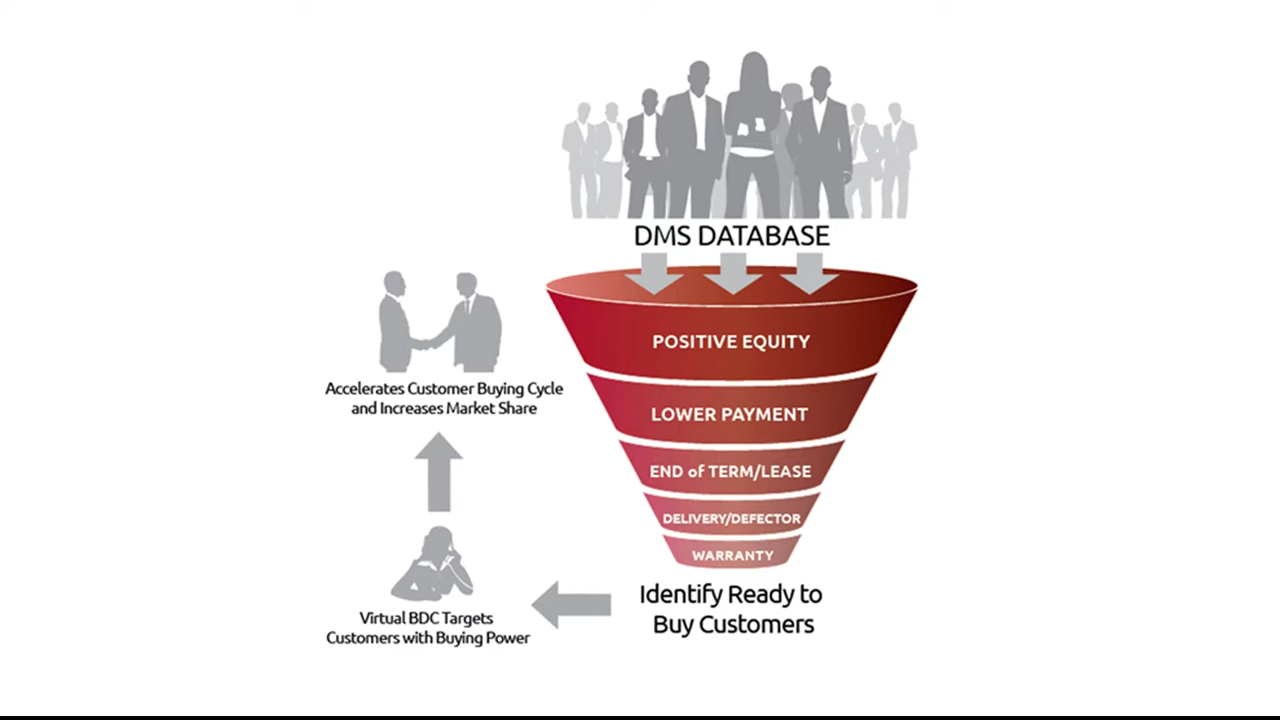 DMS DATABASE
POSITIVE EQUITY
LOWER PAYMENT
END of TERM/LEASE
DELIVERY/DEFECTOR
WARRANTY
Identify Ready to
Buy Customers
Virtual BDC Targets
Customers with Buying Power
Accelerates Customer Buying Cycle
and Increases Market Share